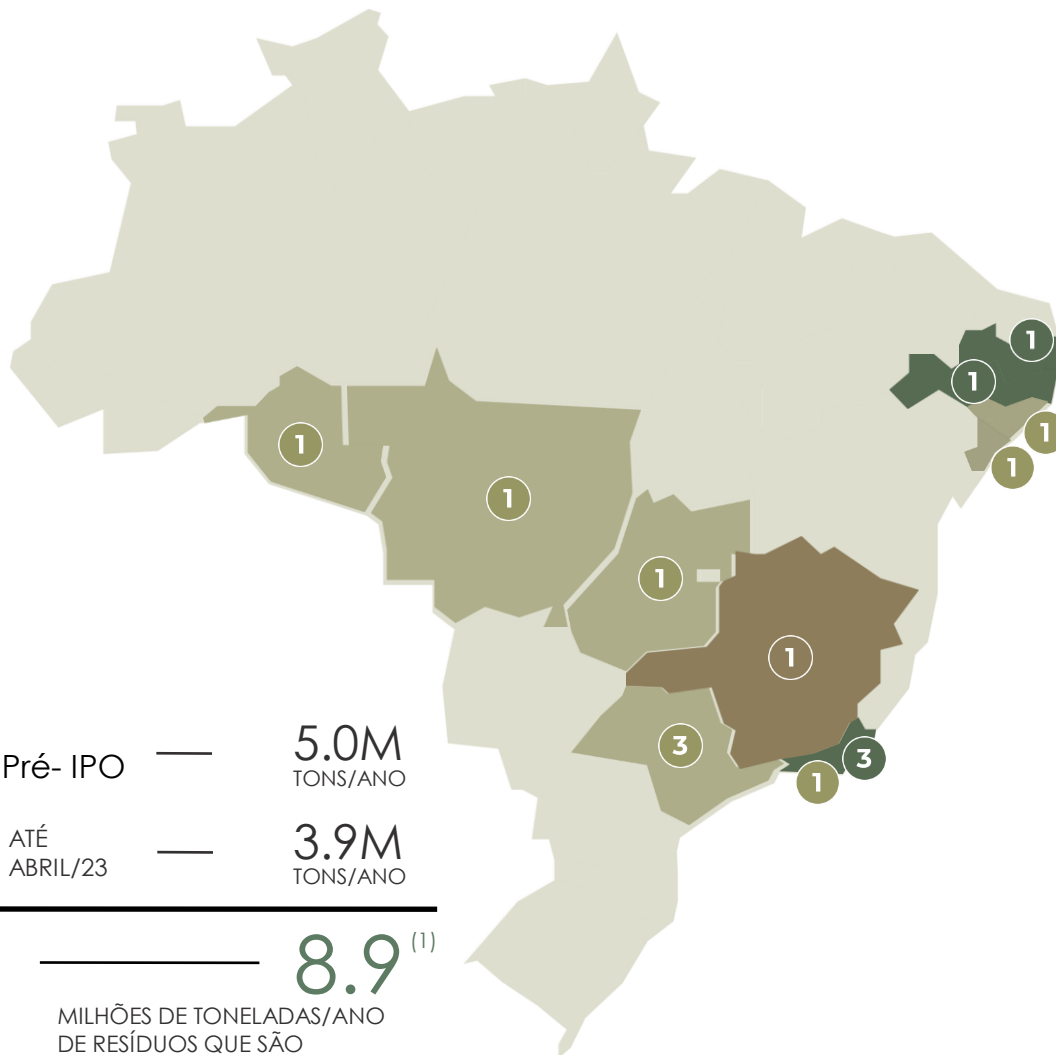 1
1
1
1
1
1
1
1
3
3
1
Pré- IPO
5.0M
TONS/ANO
ATÉ
ABRIL/23
3.9M
TONS/ANO
8.9 (1)
MILHÕES DE TONELADAS/ANO
DE RESÍDUOS QUE SÃO